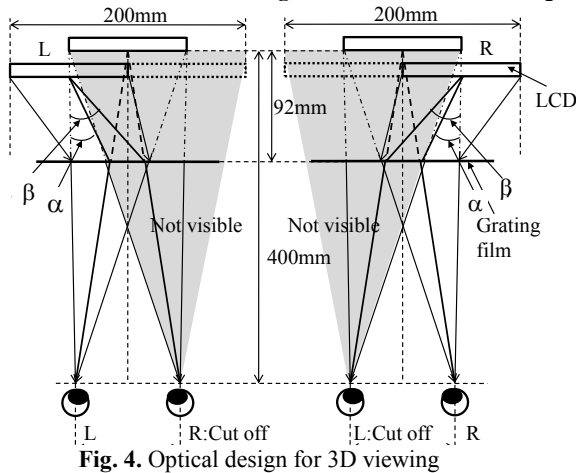 200mm
200mm
L
R
LCD
92mm
β
α
β
α
Grating
film
Not visible
Not visible
400mm
L
R:Cut off
L:Cut off
R
Fig. 4. Optical design for 3D viewing